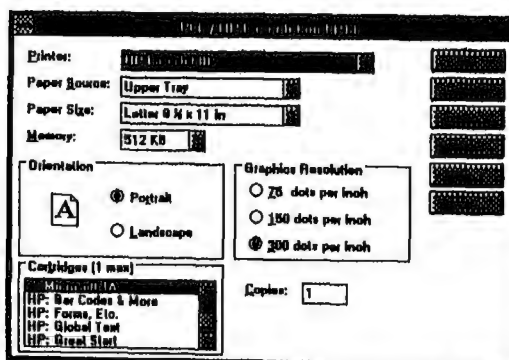 Printer:
Paper Source: Upper Tray
Paper Size: Letter 8 ½ x 11 in
Memory: 512 KB
Orientation
A
Portrait
Landscape
Graphics Resolution
75 dots per inch
150 dots per inch
300 dots per inch
Cartridges (1 max)
HP: Bar Codes & More
HP: Forms, Etc.
HP: Global Text
HP: Great Start
Copies: 1